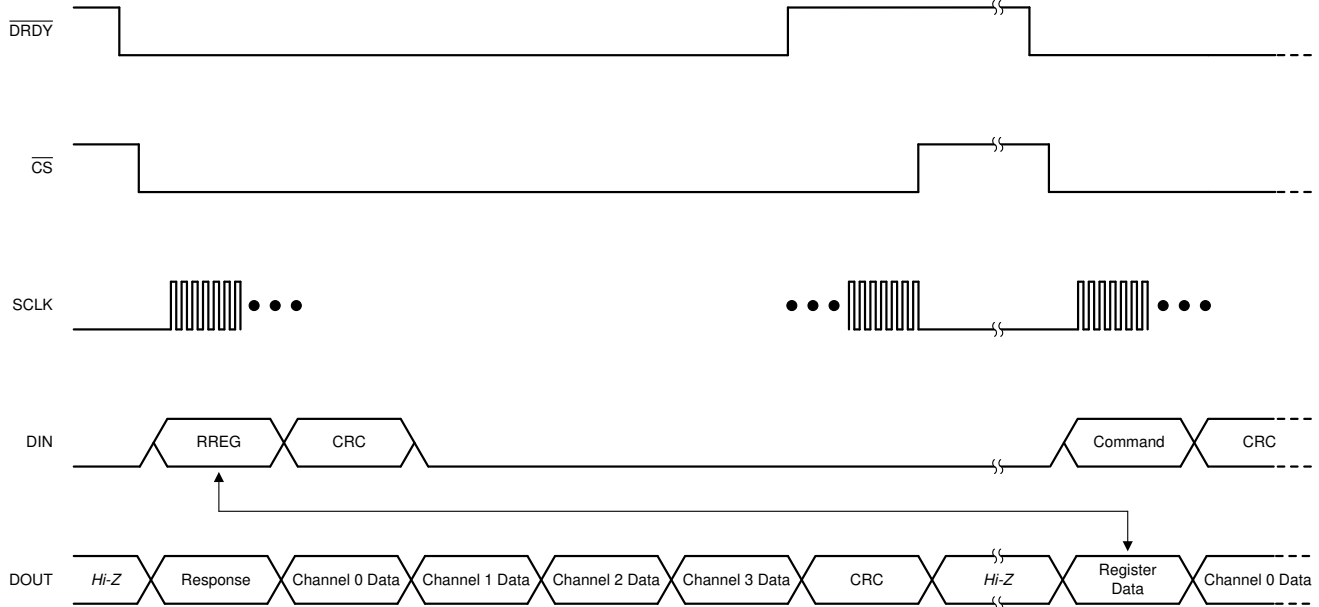 DRDY
CS
SCLK
DIN
RREG
CRC
Command
CRC
DOUT
Hi-Z
Response
Channel 0 Data
Channel 1 Data
Channel 2 Data
Channel 3 Data
CRC
Hi-Z
Register
Data
Channel 0 Data